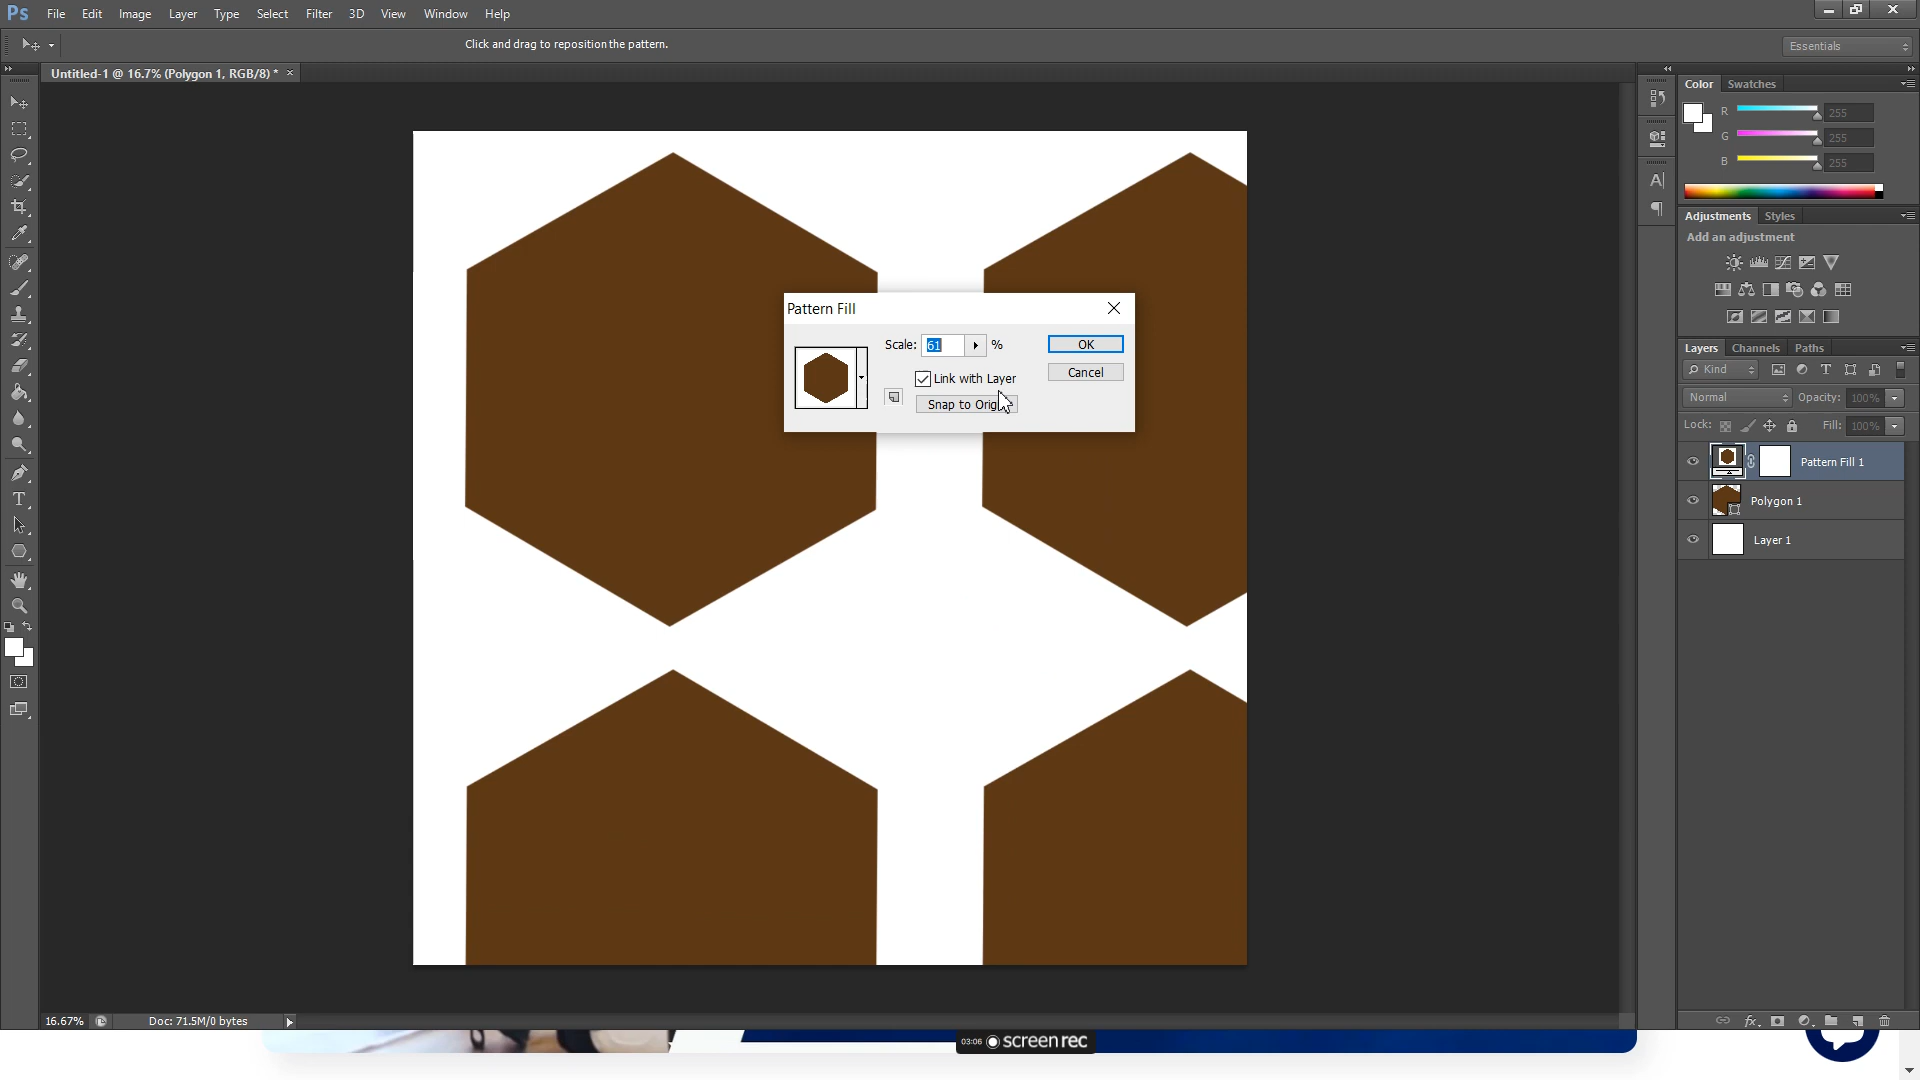 Ps File Edit Image Layer Type Select Filter 3D View Window Help
Click and drag to reposition the pattern.
Essentials
Untitled-1 @ 16.7% (Polygon 1, RGB/8) *
Color Swatches
R 255
G 255
B 255
Adjustments Styles
Add an adjustment
Pattern Fill
Scale: 61 %
OK
Link with Layer
Cancel
Snap to
Layers Channels Paths
Kind
Normal Opacity: 100%
Lock: Fill: 100%
Pattern Fill 1
Polygon 1
Layer 1
16.67% Doc: 71.5M/0 bytes
03:06 screenrec